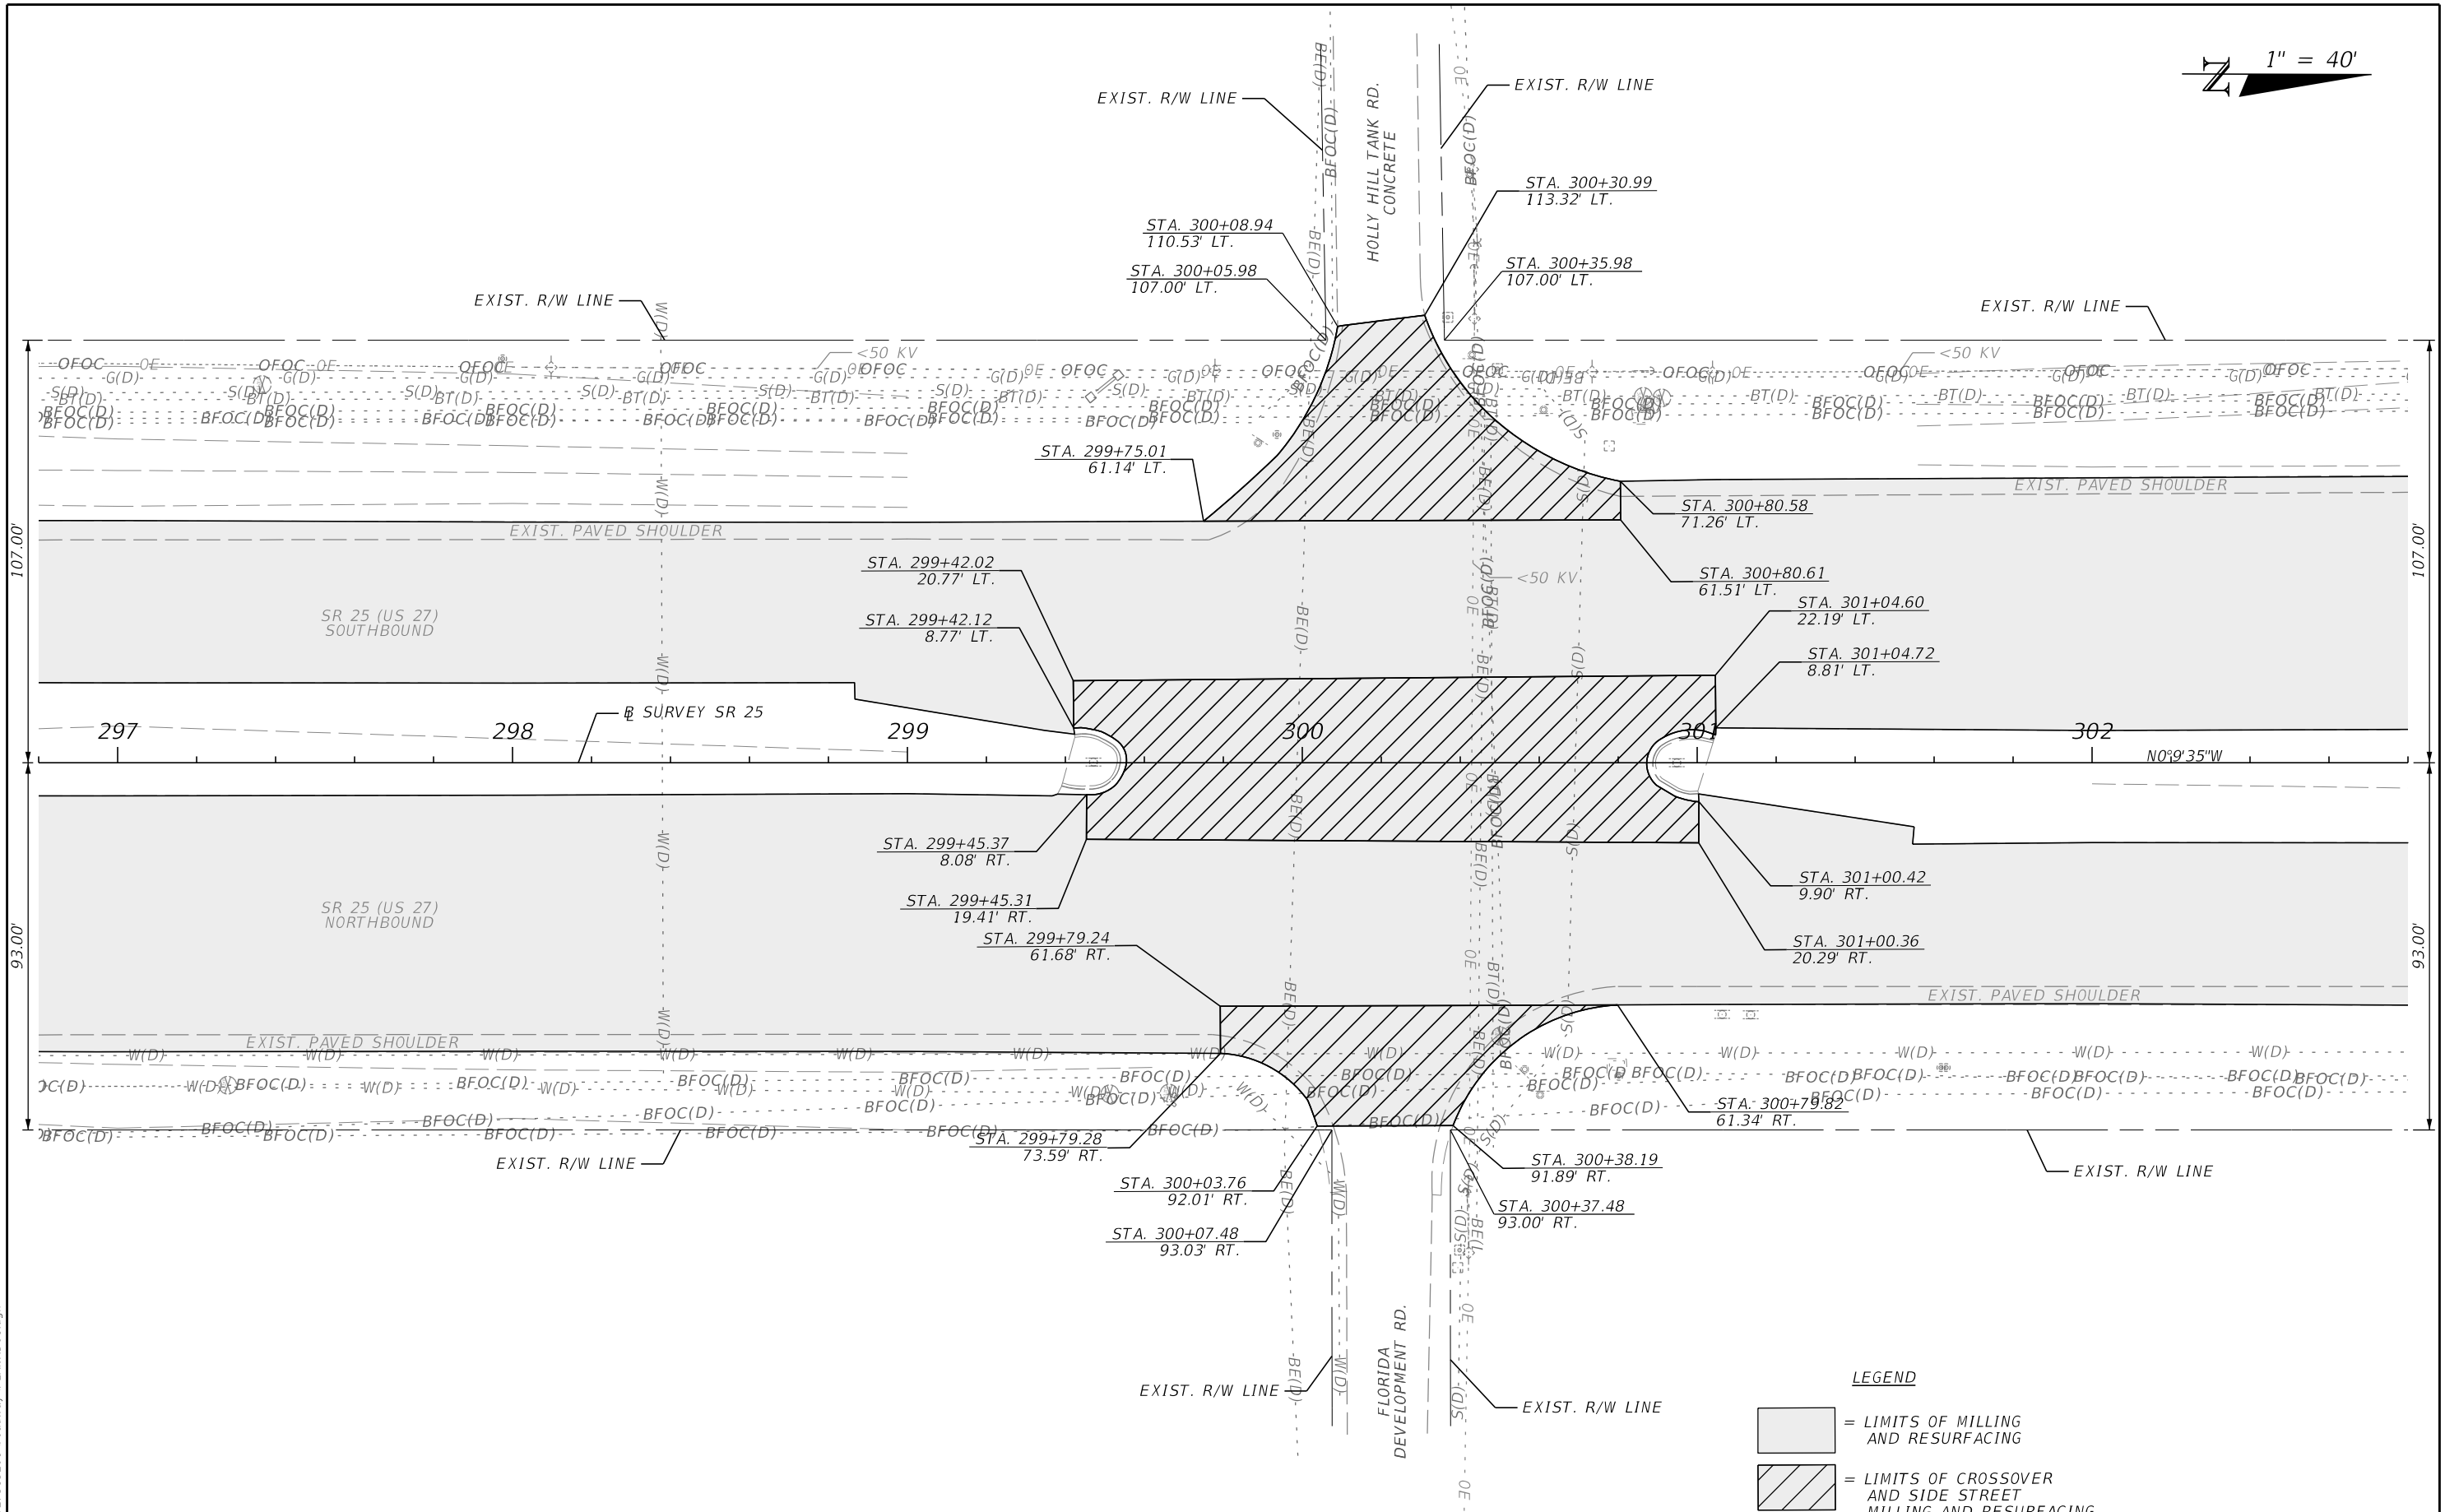 1" = 40'
N
EXIST. R/W LINE
EXIST. R/W LINE
HOLLY HILL TANK RD.
CONCRETE
STA. 300+30.99
113.32' LT.
STA. 300+08.94
110.53' LT.
STA. 300+05.98
107.00' LT.
STA. 300+35.98
107.00' LT.
EXIST. R/W LINE
EXIST. R/W LINE
<50 KV
<50 KV
OFOC
OE
G(D)
S(D)
BT(D)
BFOC(D)
BE(D)
W(D)
STA. 299+75.01
61.14' LT.
EXIST. PAVED SHOULDER
STA. 300+80.58
71.26' LT.
EXIST. PAVED SHOULDER
107.00'
107.00'
STA. 299+42.02
20.77' LT.
<50 KV
STA. 300+80.61
61.51' LT.
SR 25 (US 27)
SOUTHBOUND
STA. 299+42.12
8.77' LT.
STA. 301+04.60
22.19' LT.
STA. 301+04.72
8.81' LT.
℄ SURVEY SR 25
297
298
299
300
301
302
N0°9'35"W
STA. 299+45.37
8.08' RT.
STA. 301+00.42
9.90' RT.
SR 25 (US 27)
NORTHBOUND
STA. 299+45.31
19.41' RT.
STA. 301+00.36
20.29' RT.
93.00'
93.00'
STA. 299+79.24
61.68' RT.
EXIST. PAVED SHOULDER
EXIST. PAVED SHOULDER
STA. 300+79.82
61.34' RT.
STA. 299+79.28
73.59' RT.
EXIST. R/W LINE
EXIST. R/W LINE
STA. 300+38.19
91.89' RT.
STA. 300+03.76
92.01' RT.
STA. 300+37.48
93.00' RT.
STA. 300+07.48
93.03' RT.
FLORIDA
DEVELOPMENT RD.
EXIST. R/W LINE
EXIST. R/W LINE
LEGEND
= LIMITS OF MILLING
AND RESURFACING
= LIMITS OF CROSSOVER
AND SIDE STREET
MILLING AND RESURFACING